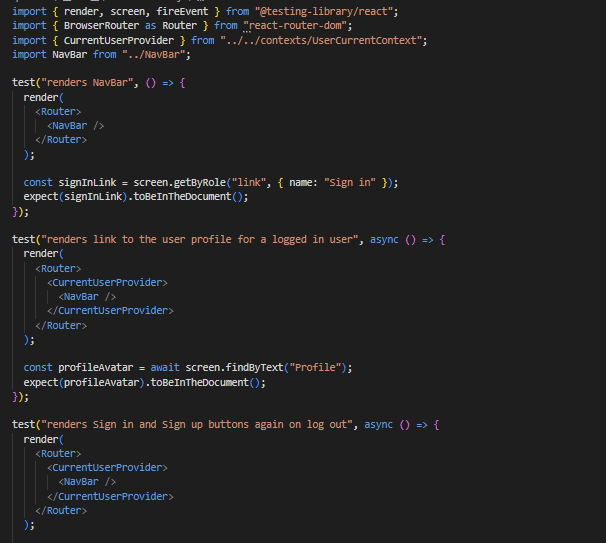 import { render, screen, fireEvent } from "@testing-library/react";
import { BrowserRouter as Router } from "react-router-dom";
import { CurrentUserProvider } from "../../contexts/UserCurrentContext";
import NavBar from "../NavBar";
test("renders NavBar", () => {
render(
<Router>
<NavBar />
</Router>
);
const signInLink = screen.getByRole("link", { name: "Sign in" });
expect(signInLink).toBeInTheDocument();
});
test("renders link to the user profile for a logged in user", async () => {
render(
<Router>
<CurrentUserProvider>
<NavBar />
</CurrentUserProvider>
</Router>
);
const profileAvatar = await screen.findByText("Profile");
expect(profileAvatar).toBeInTheDocument();
});
test("renders Sign in and Sign up buttons again on log out", async () => {
render(
<Router>
<CurrentUserProvider>
<NavBar />
</CurrentUserProvider>
</Router>
);